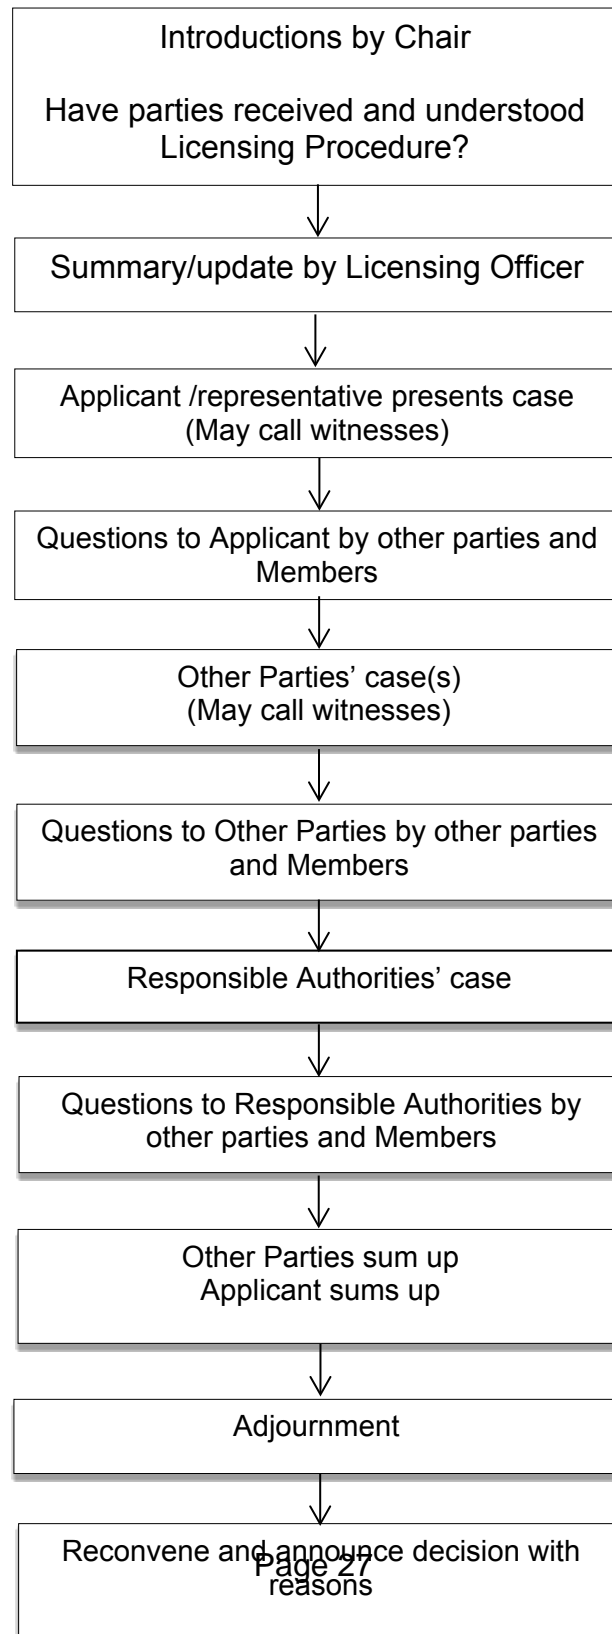 Introductions by Chair
Have parties received and understood
Licensing Procedure?
Summary/update by Licensing Officer
Applicant /representative presents case
(May call witnesses)
Questions to Applicant by other parties and
Members
Other Parties’ case(s)
(May call witnesses)
Questions to Other Parties by other parties
and Members
Responsible Authorities’ case
Questions to Responsible Authorities by
other parties and Members
Other Parties sum up
Applicant sums up
Adjournment
Reconvene and announce decision with
reasons
Page 27